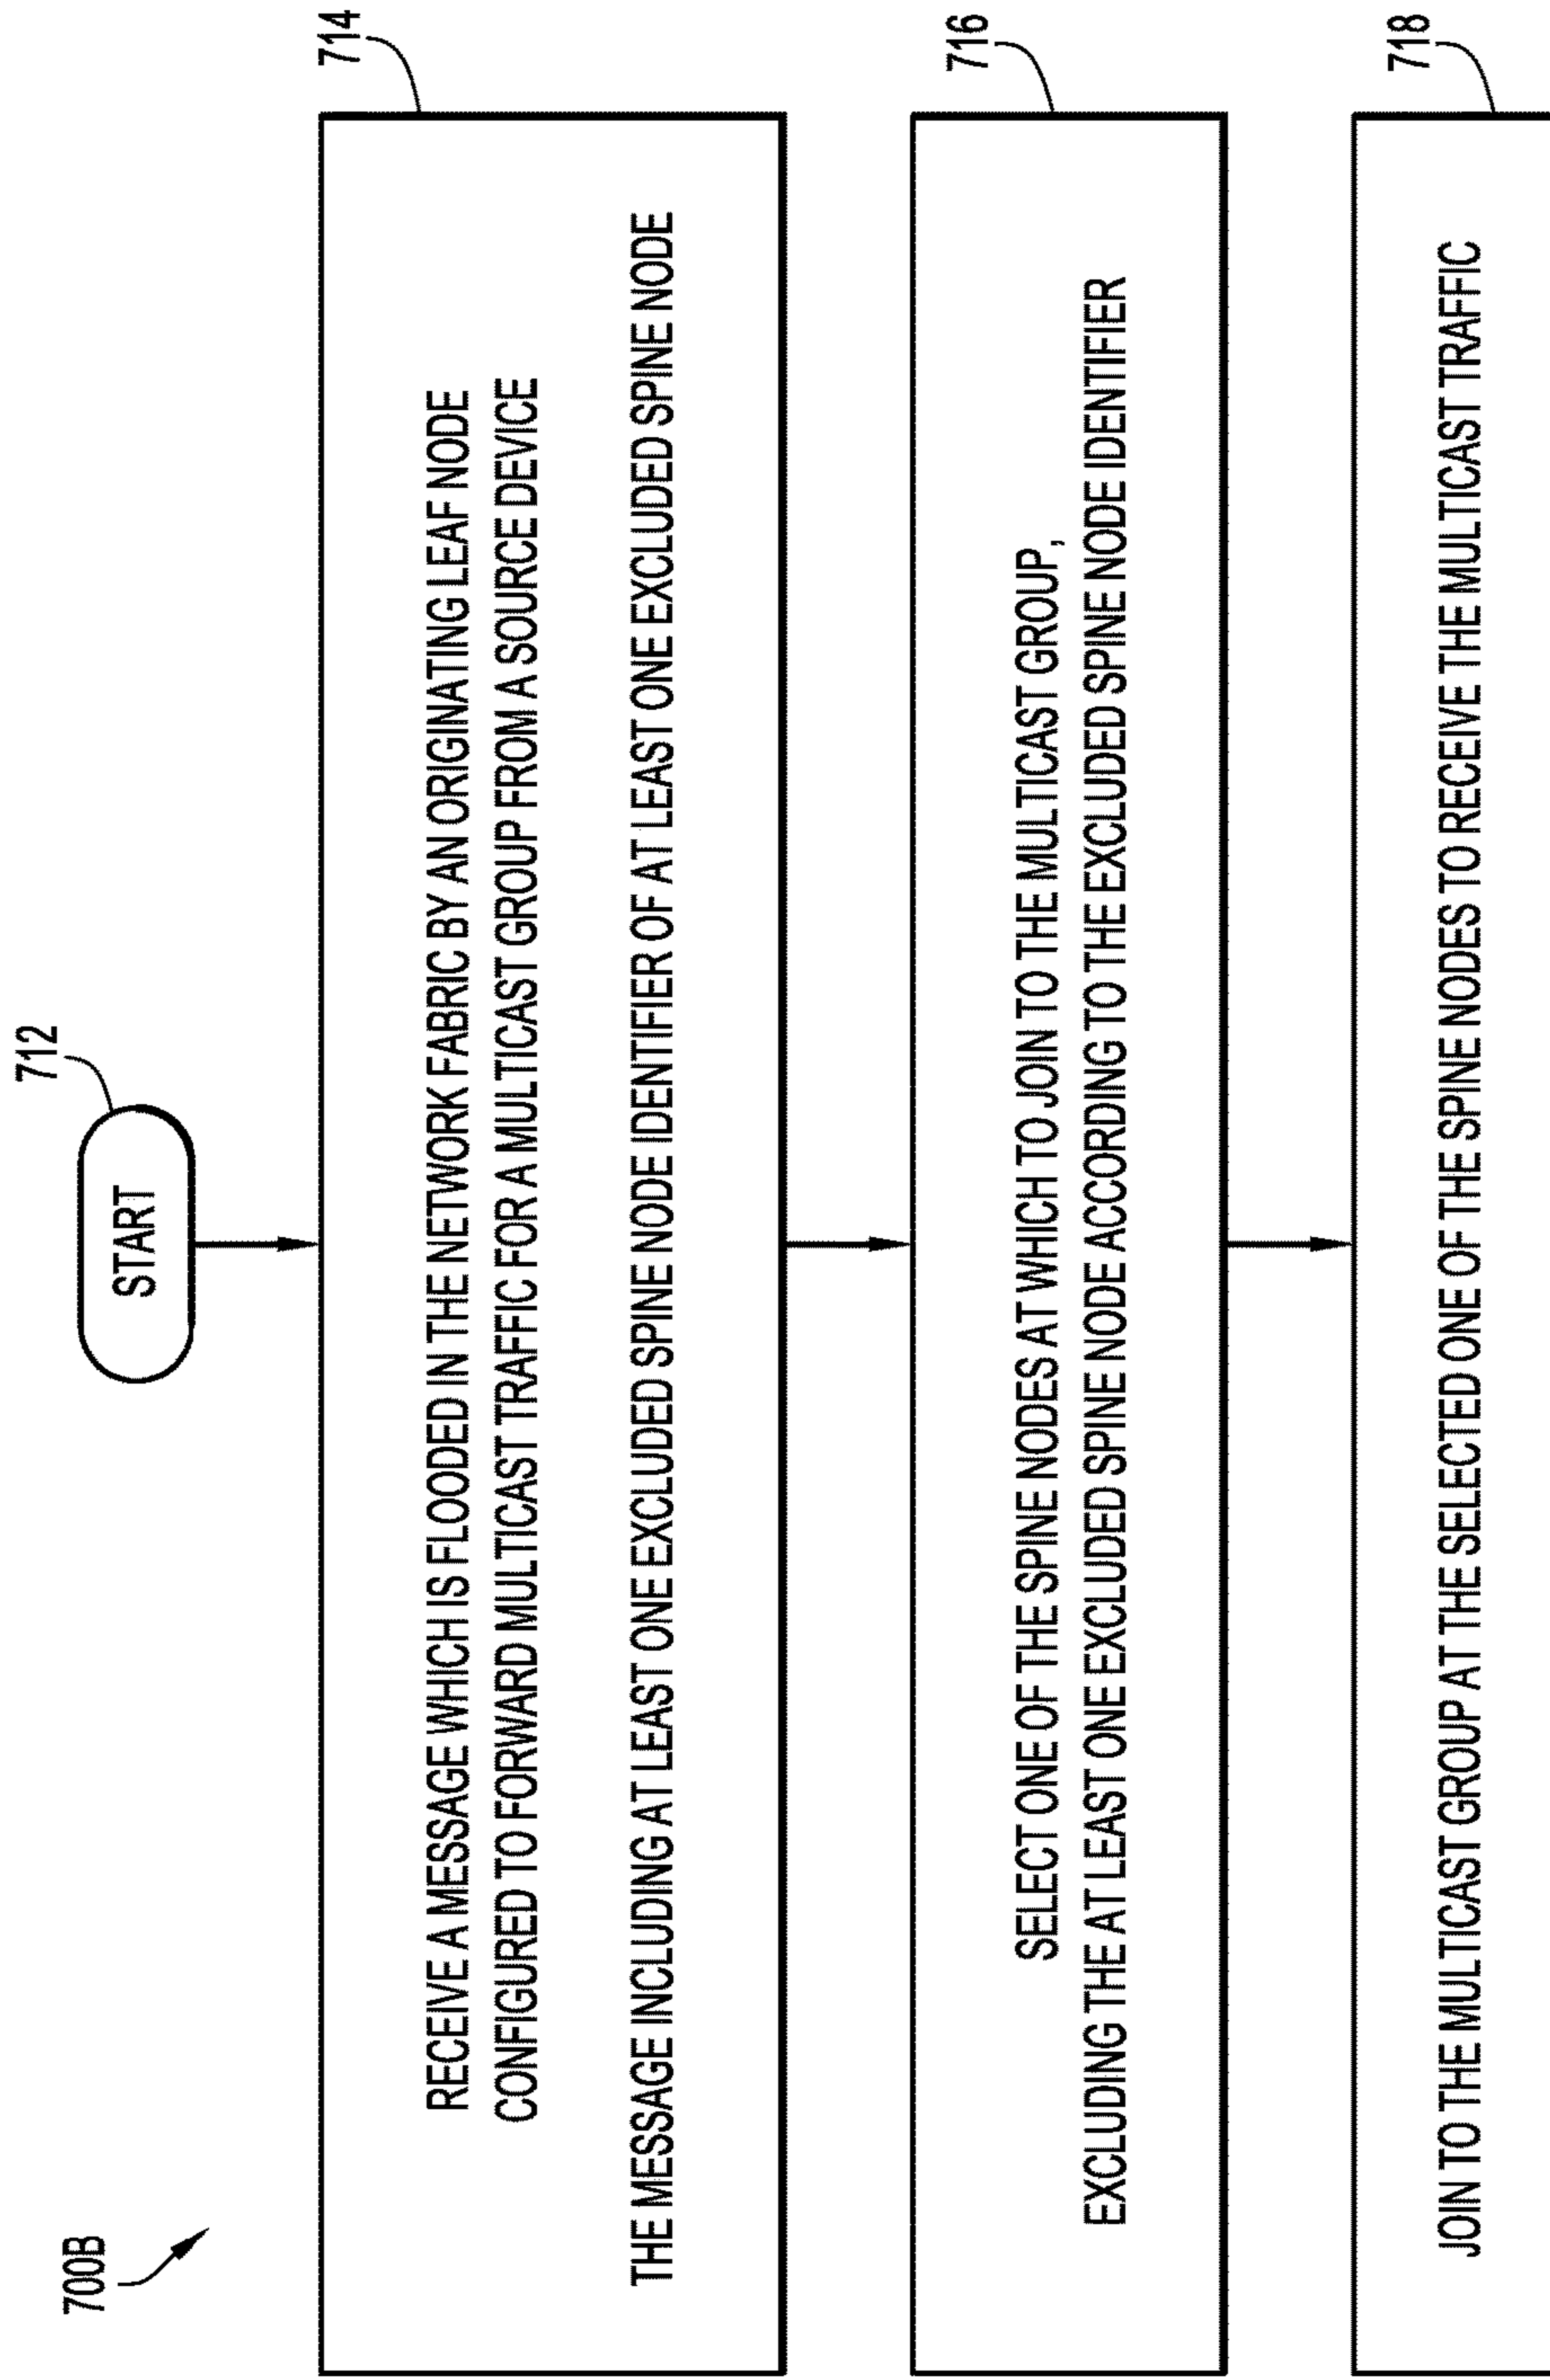 700B
712
START
714
RECEIVE A MESSAGE WHICH IS FLOODED IN THE NETWORK FABRIC BY AN ORIGINATING LEAF NODE
CONFIGURED TO FORWARD MULTICAST TRAFFIC FOR A MULTICAST GROUP FROM A SOURCE DEVICE
THE MESSAGE INCLUDING AT LEAST ONE EXCLUDED SPINE NODE IDENTIFIER OF AT LEAST ONE EXCLUDED SPINE NODE
716
SELECT ONE OF THE SPINE NODES AT WHICH TO JOIN TO THE MULTICAST GROUP,
EXCLUDING THE AT LEAST ONE EXCLUDED SPINE NODE ACCORDING TO THE EXCLUDED SPINE NODE IDENTIFIER
718
JOIN TO THE MULTICAST GROUP AT THE SELECTED ONE OF THE SPINE NODES TO RECEIVE THE MULTICAST TRAFFIC